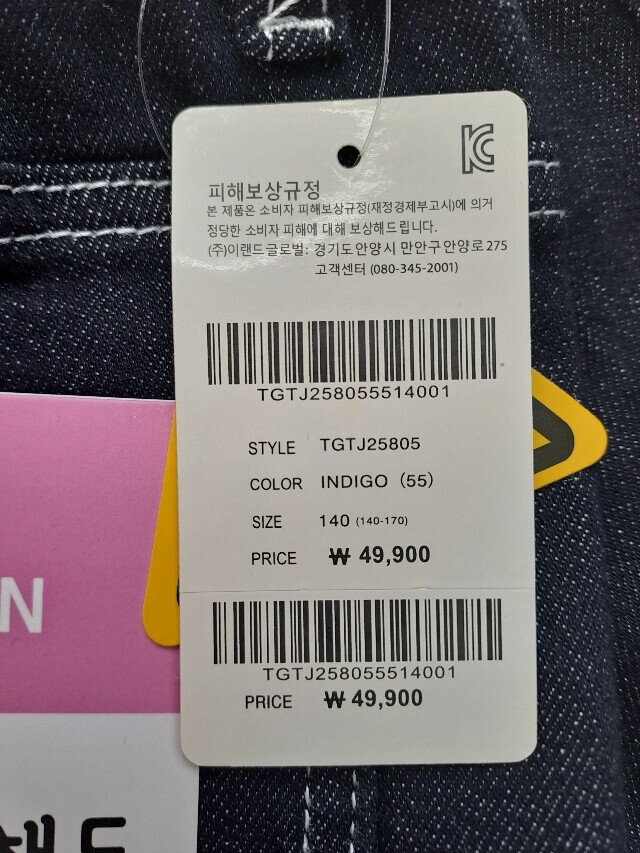 KC
피해보상규정
본 제품은 소비자 피해보상규정(재정경제부고시)에 의거
정당한 소비자 피해에 대해 보상해드립니다.
(주)이랜드글로벌: 경기도안양시 만안구안양로275
고객센터 (080-345-2001)
TGTJ258055514001
STYLE TGTJ25805
COLOR INDIGO (55)
SIZE 140 (140-170)
PRICE ₩ 49,900
TGTJ258055514001
PRICE ₩ 49,900
N